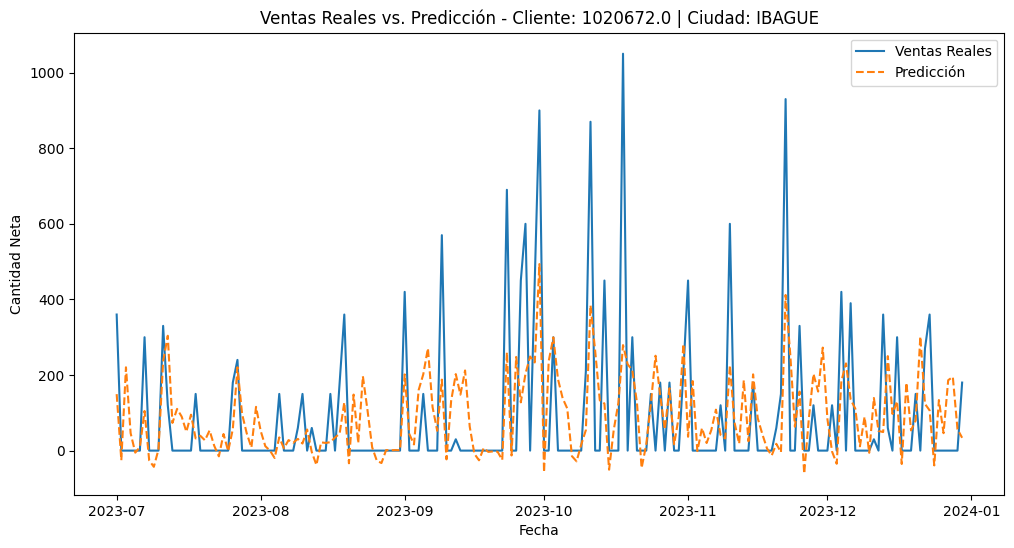 Ventas Reales vs. Predicción - Cliente: 1020672.0 | Ciudad: IBAGUE
Ventas Reales
Predicción
Cantidad Neta
1000
800
600
400
200
0
2023-07
2023-08
2023-09
2023-10
2023-11
2023-12
2024-01
Fecha